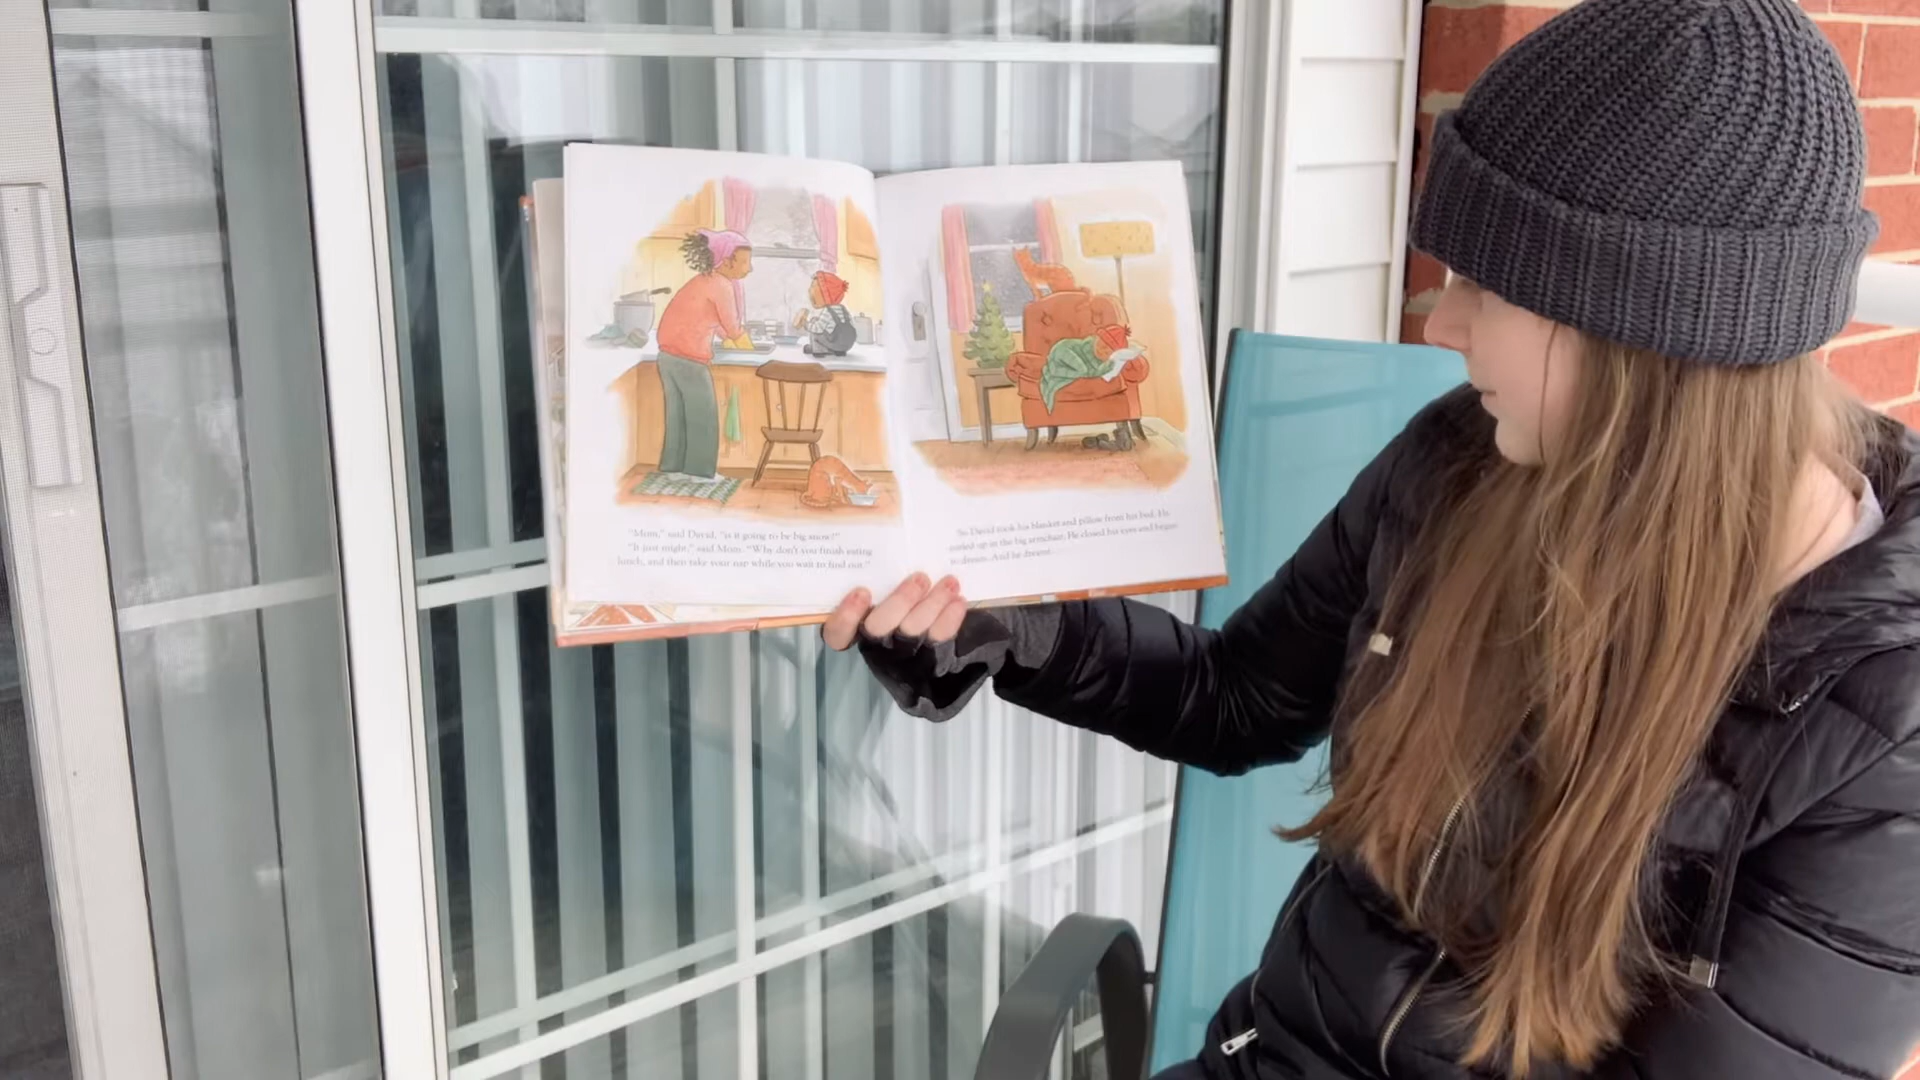 "Mom," said David, "is it going to be big snow?"
"It just might," said Mom. "Why don't you finish eating
lunch, and then take your nap while you wait to find out."
So David took his blanket and pillow from his bed. He
curled up in the big armchair. He closed his eyes and began
to dream. And he dreamt.